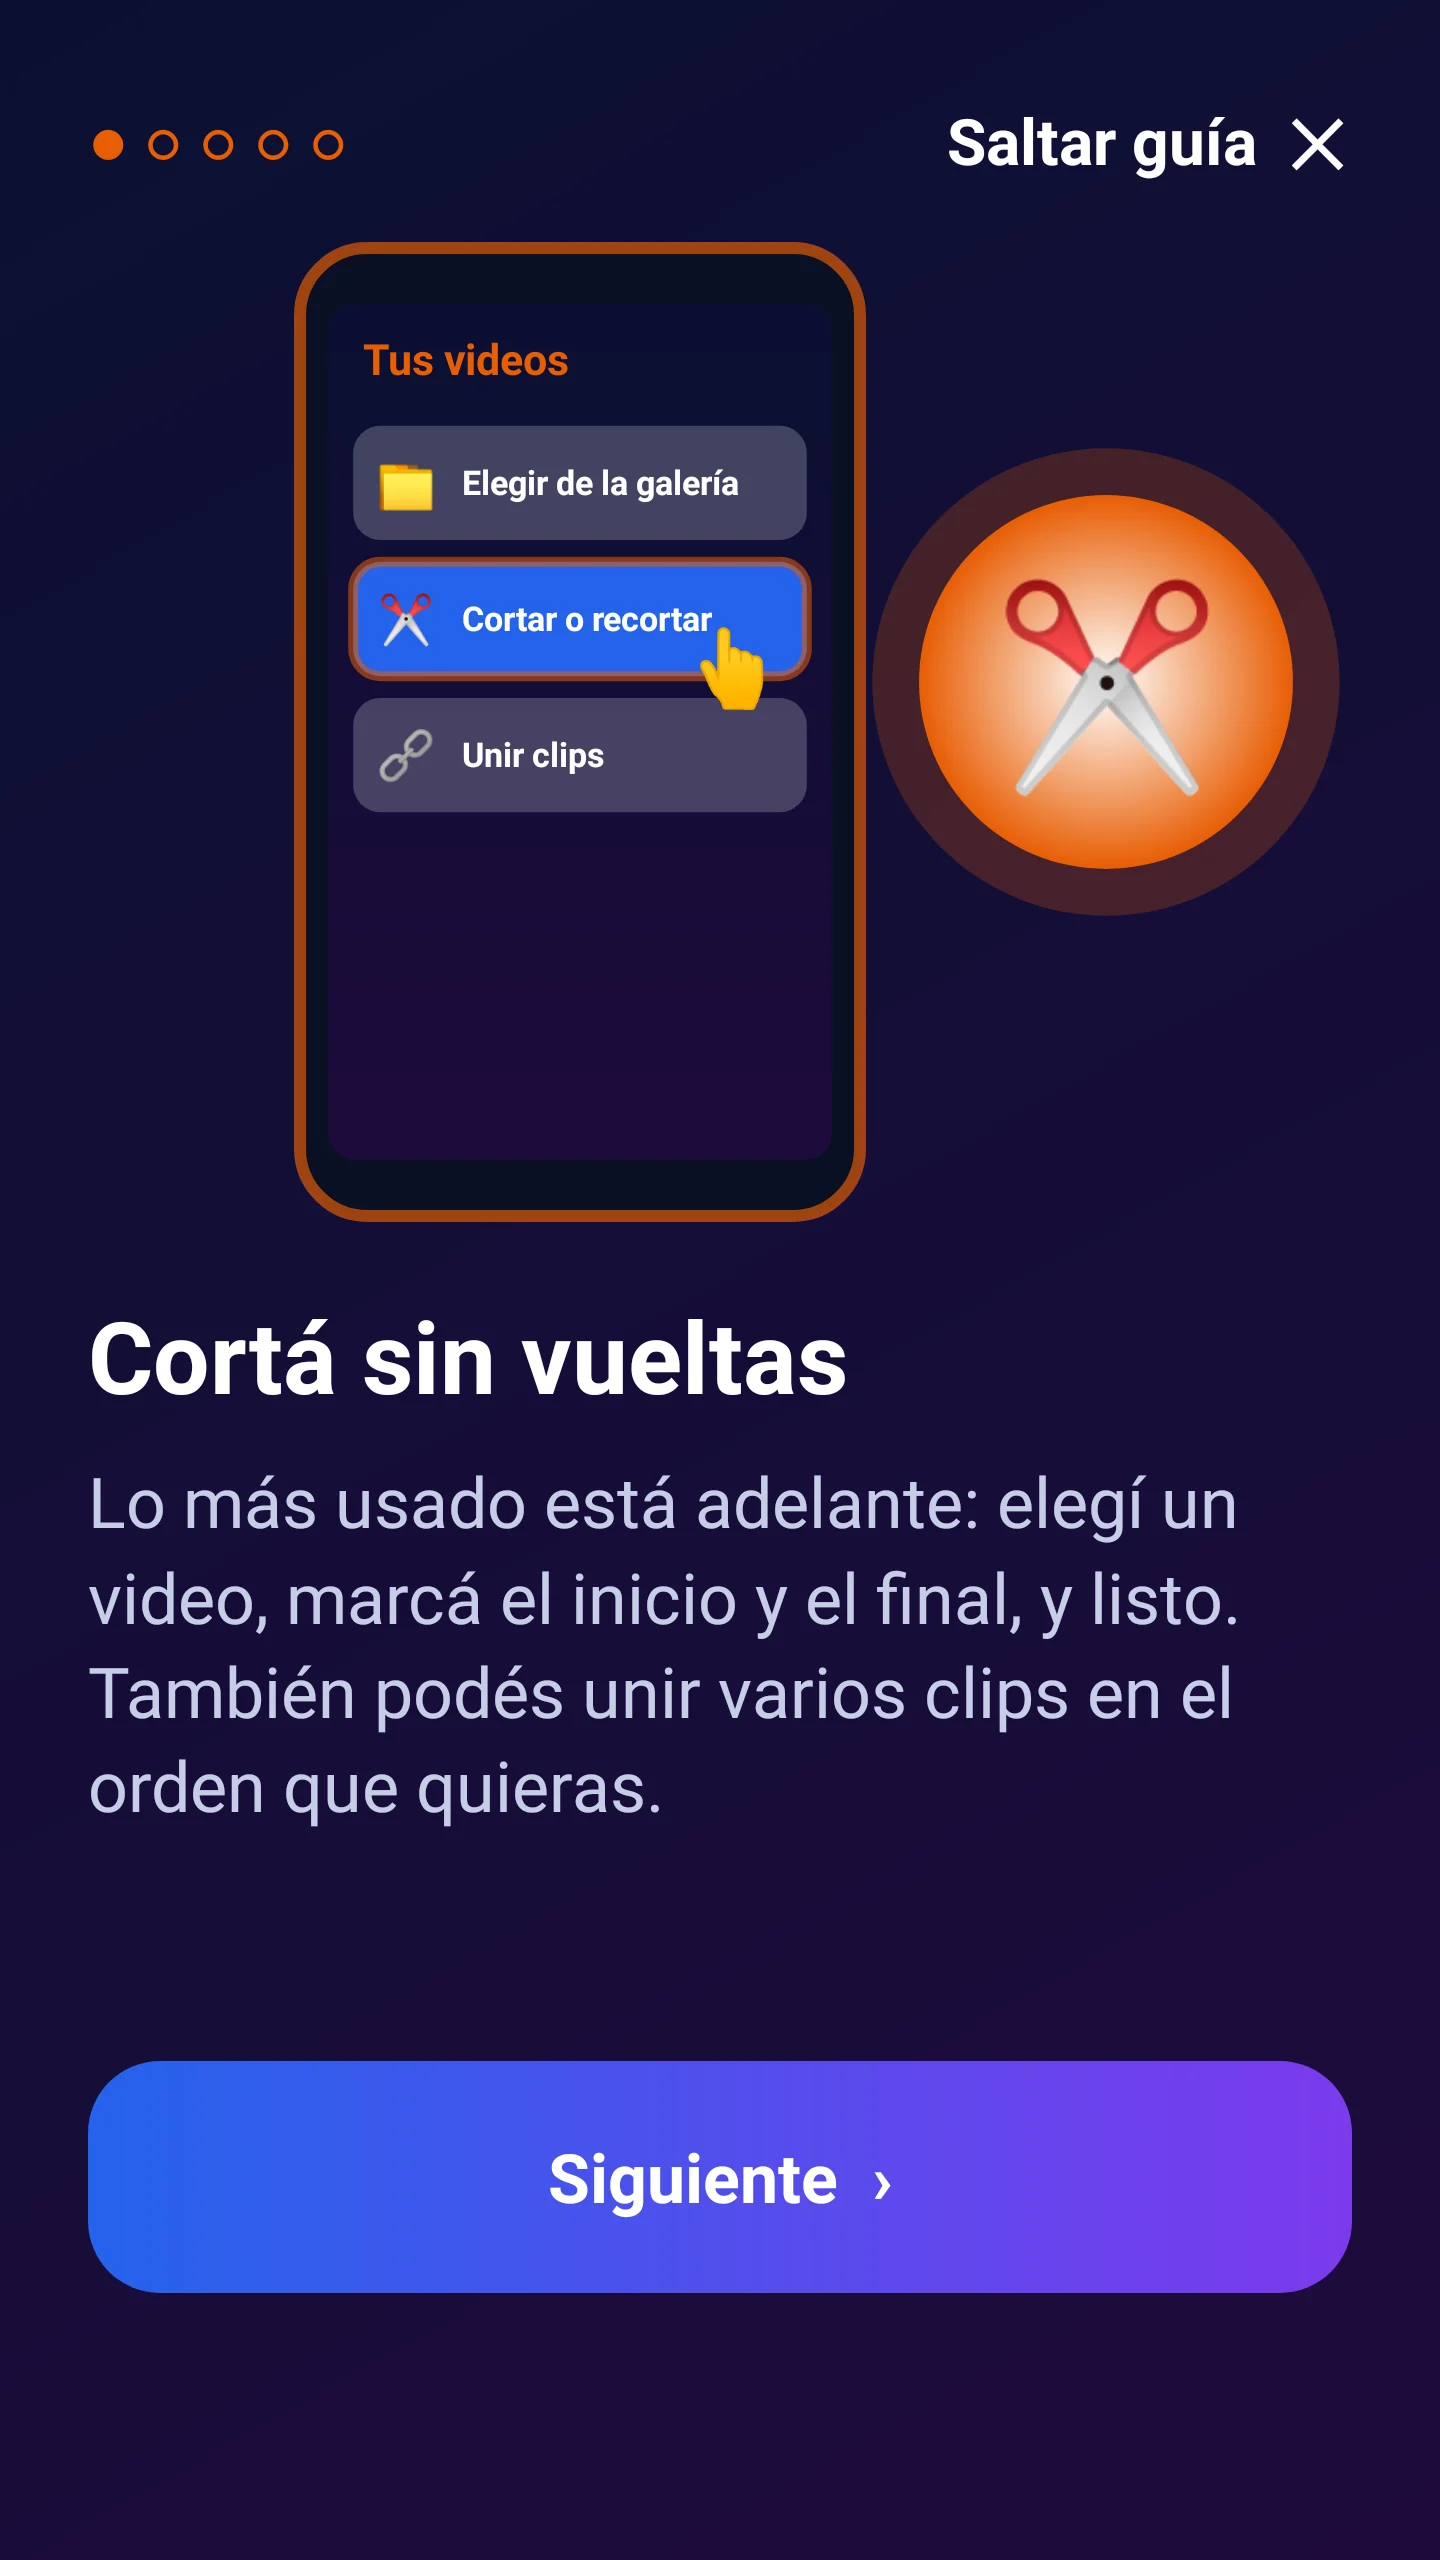 Saltar guía
Tus videos
Elegir de la galería
Cortar o recortar
Unir clips
Cortá sin vueltas
Lo más usado está adelante: elegí un
video, marcá el inicio y el final, y listo.
También podés unir varios clips en el
orden que quieras.
Siguiente ›